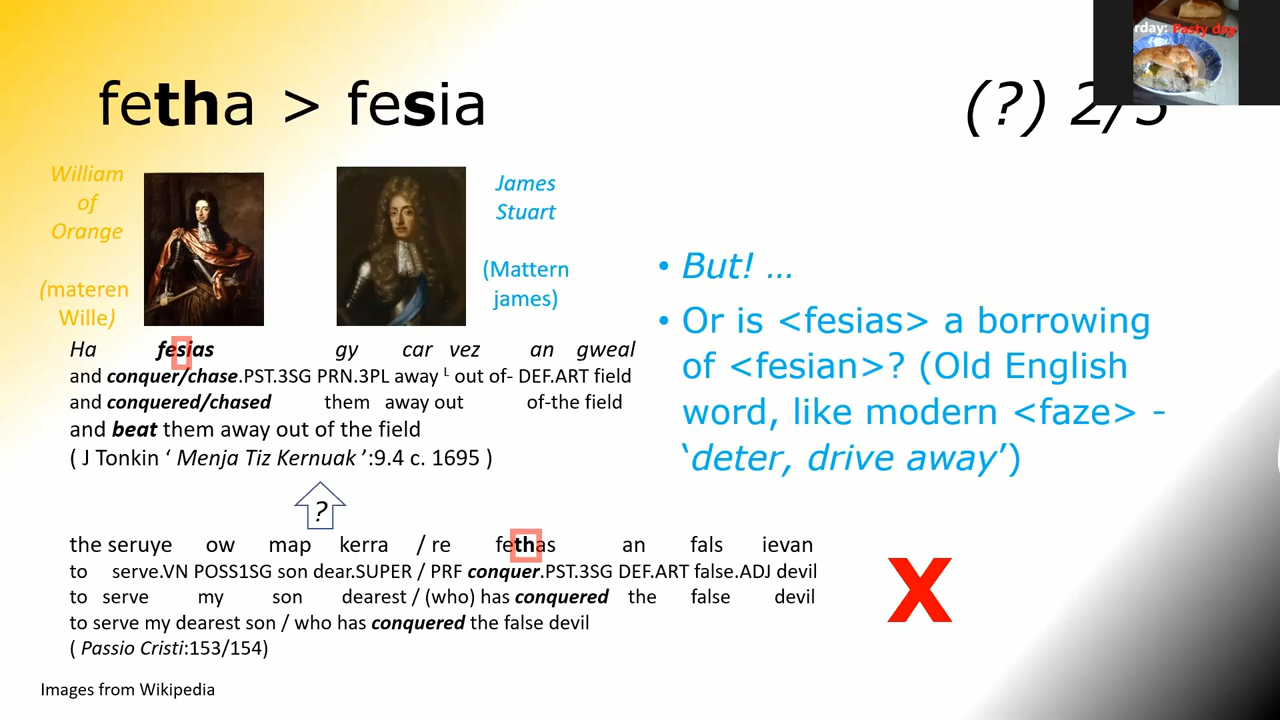 rday: Pasty day
fetha > fesia
(?) 2/5
William
of
Orange
(materen
Wille)
James
Stuart
(Mattern
james)
Ha fesias gy car vez an gweal
and conquer/chase.PST.3SG PRN.3PL away L out of- DEF.ART field
and conquered/chased them away out of-the field
and beat them away out of the field
( J Tonkin ‘ Menja Tiz Kernuak ’:9.4 c. 1695 )
?
the seruye ow map kerra / re fethas an fals ievan
to serve.VN POSS1SG son dear.SUPER / PRF conquer.PST.3SG DEF.ART false.ADJ devil
to serve my son dearest / (who) has conquered the false devil
to serve my dearest son / who has conquered the false devil
( Passio Cristi:153/154)
• But! ...
• Or is <fesias> a borrowing
of <fesian>? (Old English
word, like modern <faze> -
‘deter, drive away’)
X
Images from Wikipedia